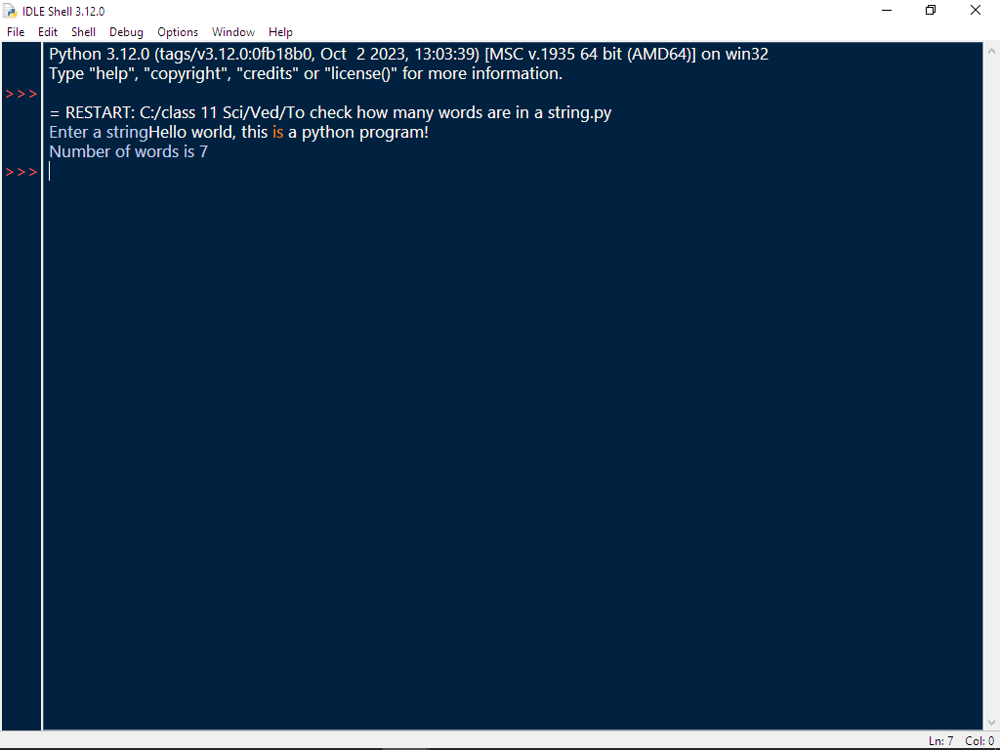 IDLE Shell 3.12.0
File Edit Shell Debug Options Window Help
Python 3.12.0 (tags/v3.12.0:0fb18b0, Oct  2 2023, 13:03:39) [MSC v.1935 64 bit (AMD64)] on win32
Type "help", "copyright", "credits" or "license()" for more information.
>>>
= RESTART: C:/class 11 Sci/Ved/To check how many words are in a string.py
Enter a stringHello world, this is a python program!
Number of words is 7
>>>
Ln: 7 Col: 0